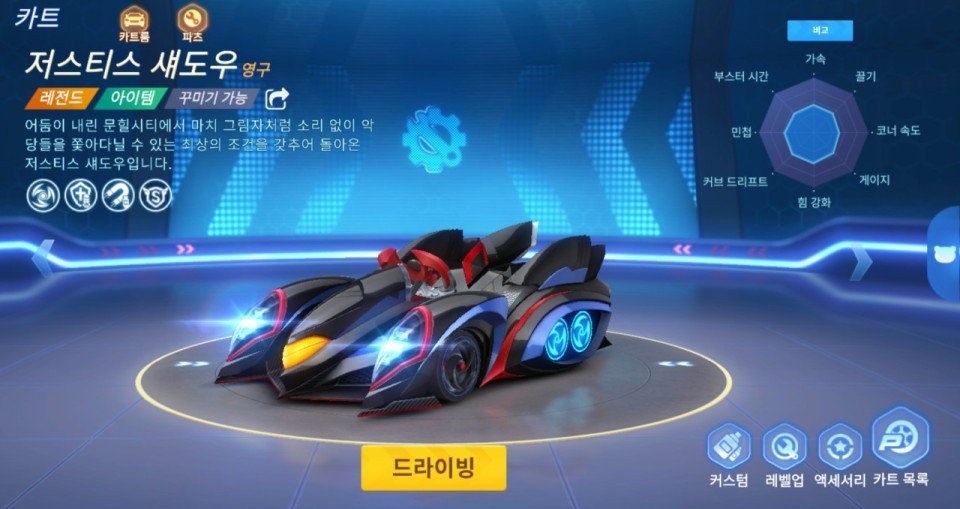 카트
카트룸
파츠
저스티스 섀도우 영구
레전드 아이템 꾸미기 가능
어둠이 내린 문힐시티에서 마치 그림자처럼 소리 없이 악
당들을 쫓아다닐 수 있는 최상의 조건을 갖추어 돌아온
저스티스 섀도우입니다.
비교
가속
부스터 시간
끌기
민첩
코너 속도
커브 드리프트
게이지
힘 강화
드라이빙
커스텀
레벨업
액세서리
카트 목록